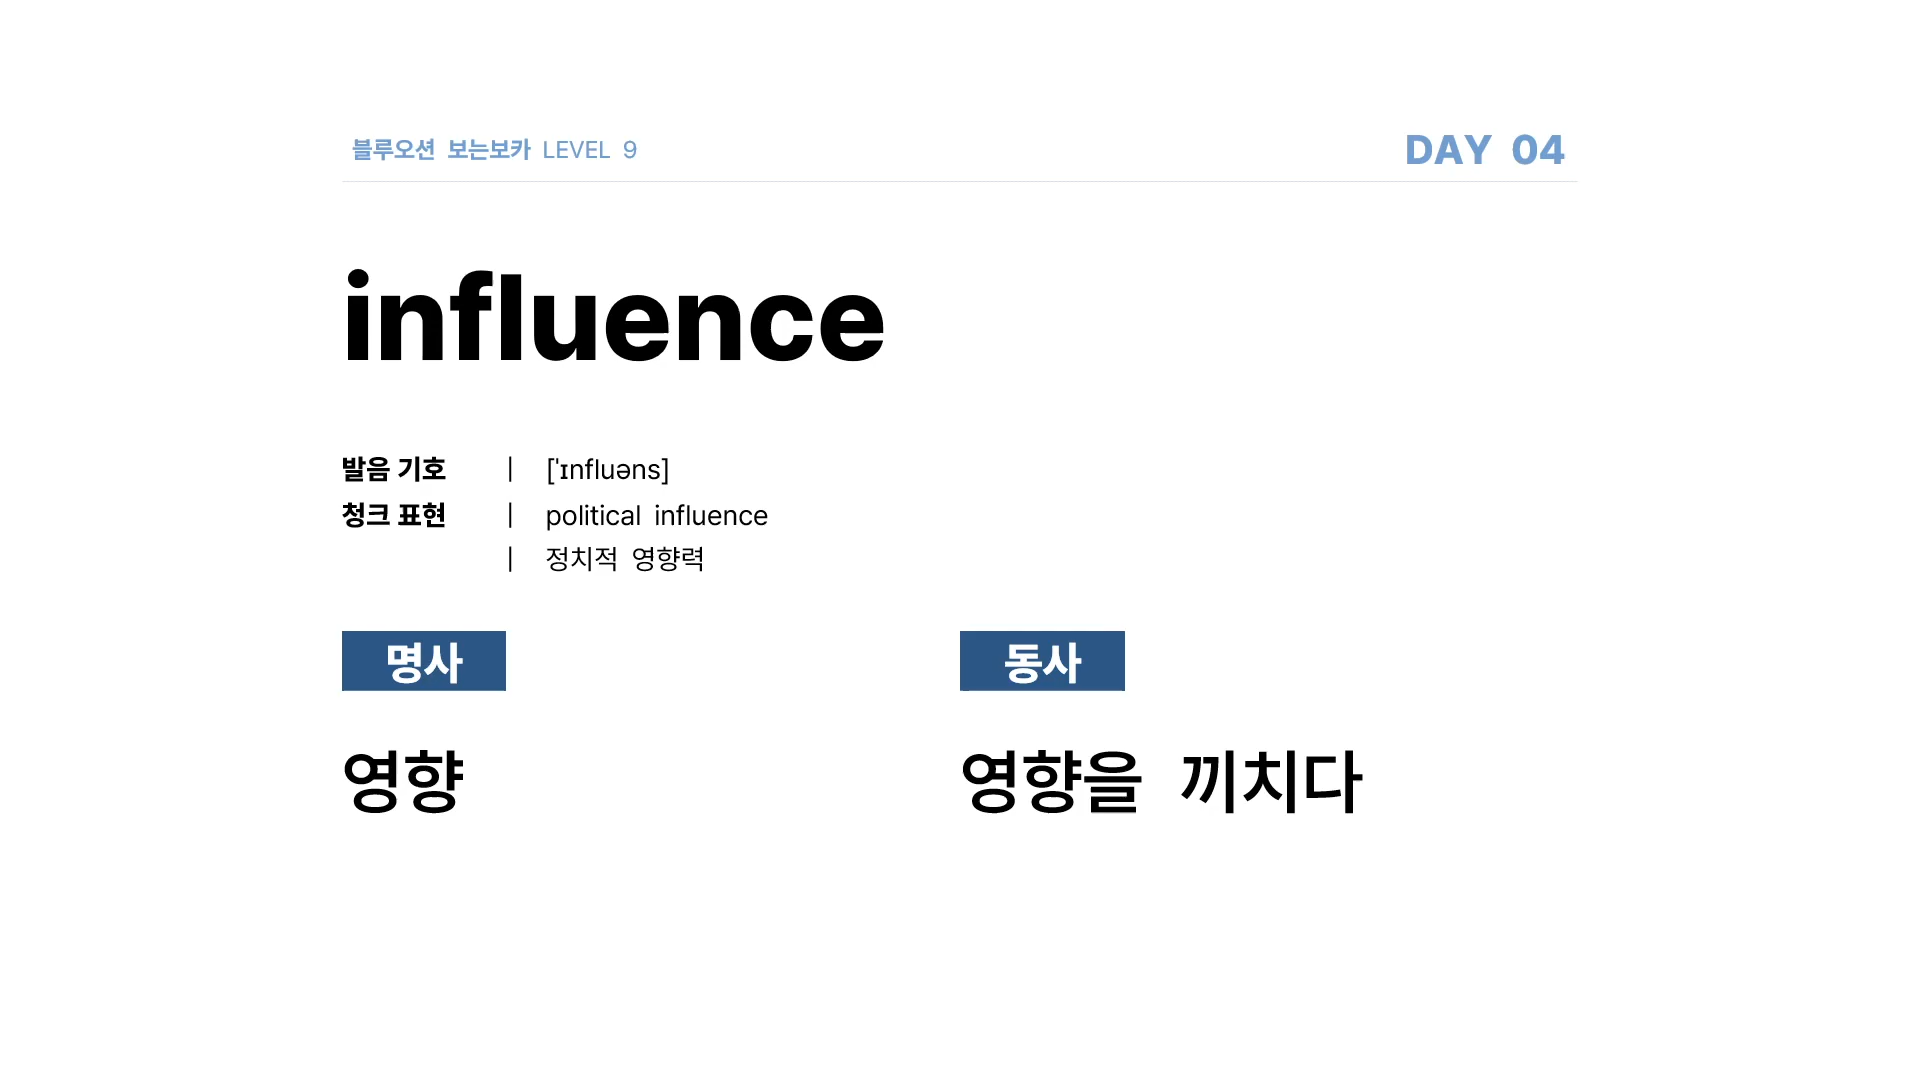 블루오션 보는보카 LEVEL 9
DAY 04
influence
발음 기호 | [ˈɪnfluəns]
청크 표현 | political influence
| 정치적 영향력
명사
동사
영향
영향을 끼치다